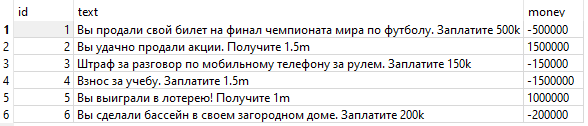 id text money
1 1 Вы продали свой билет на финал чемпионата мира по футболу. Заплатите 500k -500000
2 2 Вы удачно продали акции. Получите 1.5m 1500000
3 3 Штраф за разговор по мобильному телефону за рулем. Заплатите 150k -150000
4 4 Взнос за учебу. Заплатите 1.5m -1500000
5 5 Вы выиграли в лотерею! Получите 1m 1000000
6 6 Вы сделали бассейн в своем загородном доме. Заплатите 200k -200000